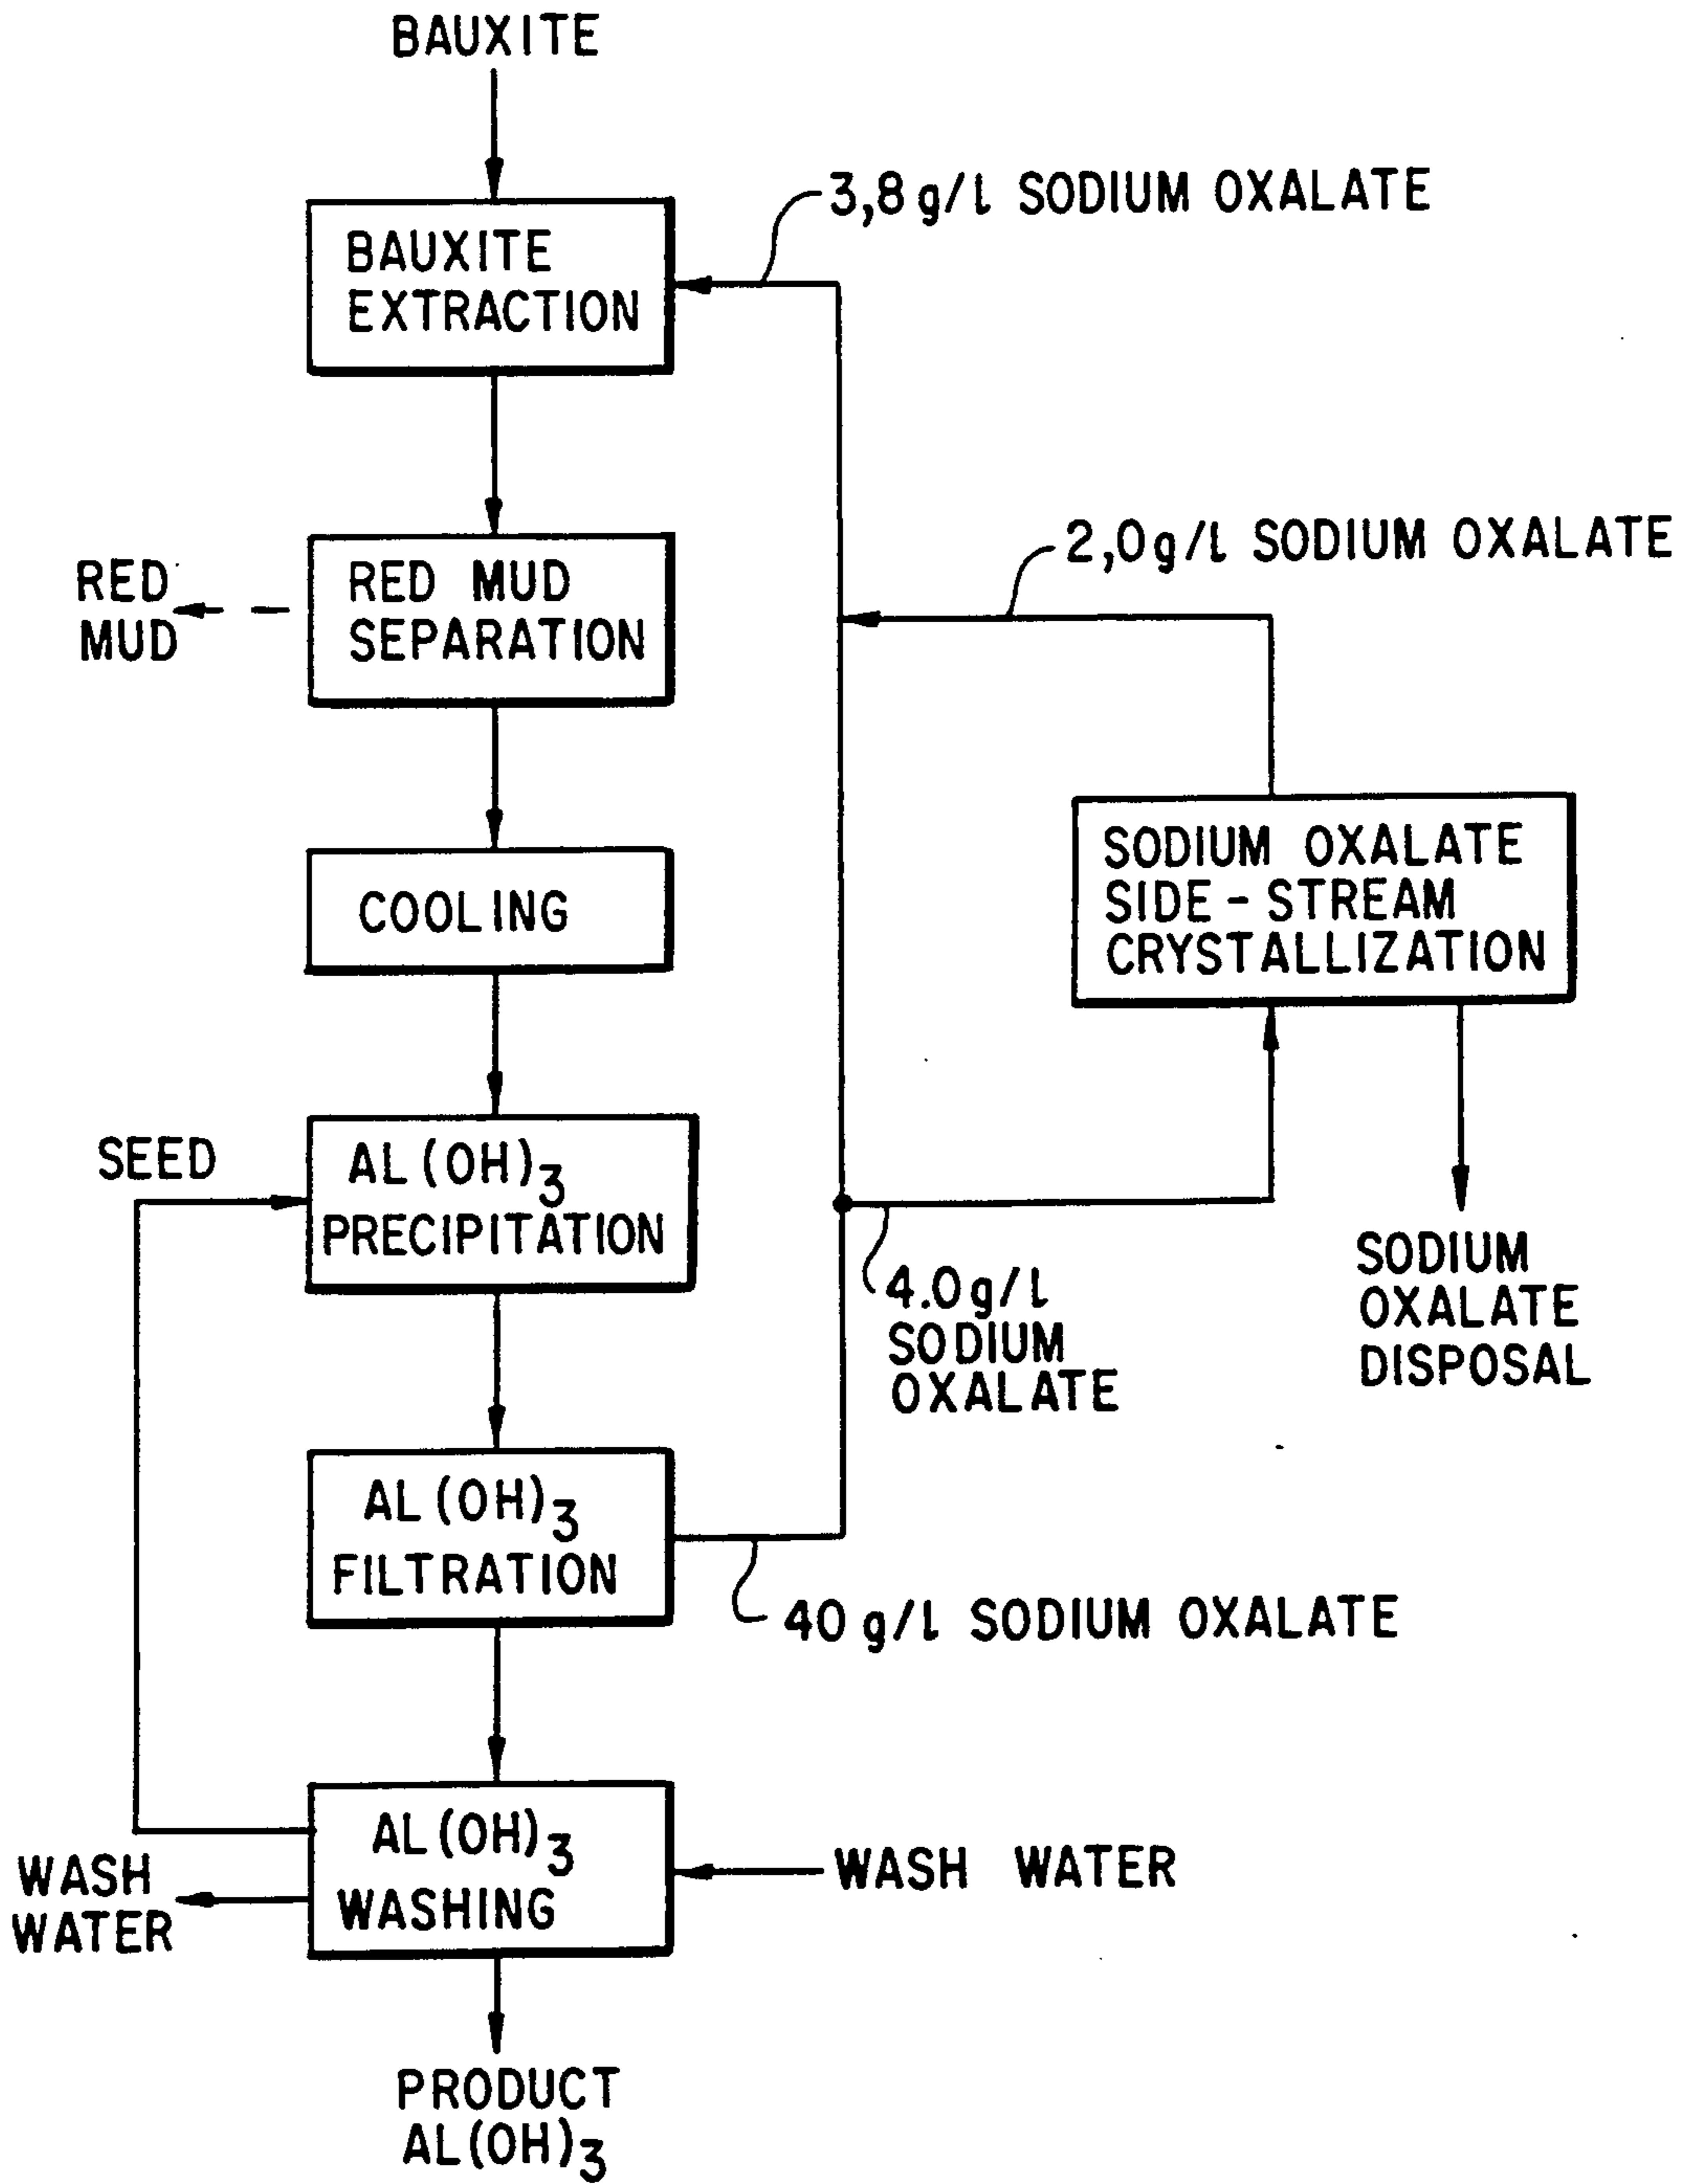 BAUXITE
3,8 g/l SODIUM OXALATE
BAUXITE
EXTRACTION
2,0 g/l SODIUM OXALATE
RED
MUD
RED MUD
SEPARATION
SODIUM OXALATE
SIDE-STREAM
CRYSTALLIZATION
COOLING
SEED
AL(OH)3
PRECIPITATION
4.0 g/l
SODIUM
OXALATE
SODIUM
OXALATE
DISPOSAL
AL(OH)3
FILTRATION
40 g/l SODIUM OXALATE
AL(OH)3
WASHING
WASH WATER
WASH
WATER
PRODUCT
AL(OH)3